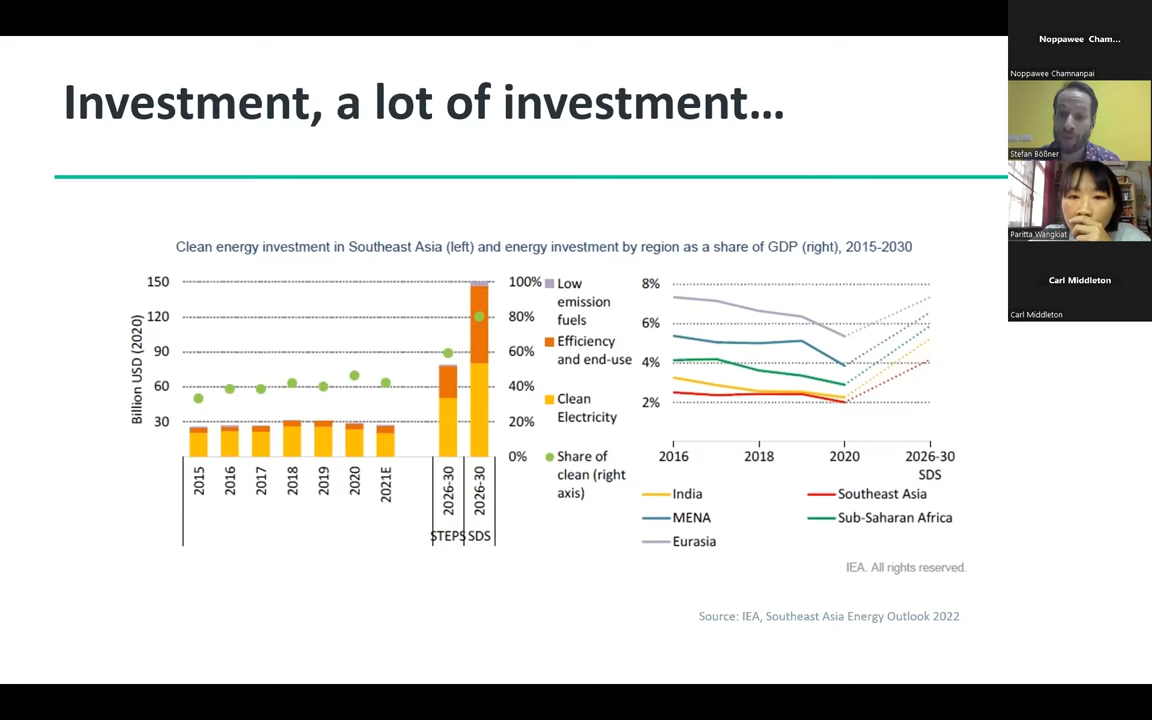 Investment, a lot of investment...
Clean energy investment in Southeast Asia (left) and energy investment by region as a share of GDP (right), 2015-2030
Billion USD (2020)
150
120
90
60
30
100%
80%
60%
40%
20%
0%
2015
2016
2017
2018
2019
2020
2021E
2026-30
2026-30
STEPS
SDS
Low
emission
fuels
Efficiency
and end-use
Clean
Electricity
Share of
clean (right
axis)
8%
6%
4%
2%
2016
2018
2020
2026-30
SDS
India
Southeast Asia
MENA
Sub-Saharan Africa
Eurasia
IEA. All rights reserved.
Source: IEA, Southeast Asia Energy Outlook 2022
Noppawee Cham...
Noppawee Chamnanpai
Stefan Bößner
Paritta Wangkiat
Carl Middleton
Carl Middleton